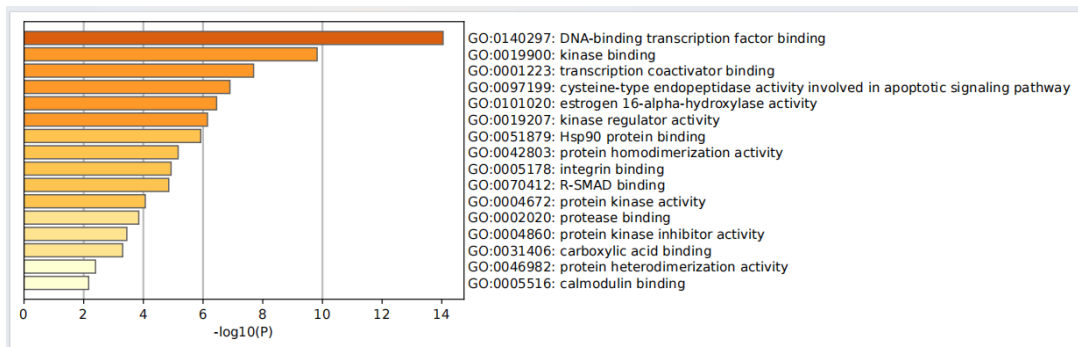 GO:0140297: DNA-binding transcription factor binding
GO:0019900: kinase binding
GO:0001223: transcription coactivator binding
GO:0097199: cysteine-type endopeptidase activity involved in apoptotic signaling pathway
GO:0101020: estrogen 16-alpha-hydroxylase activity
GO:0019207: kinase regulator activity
GO:0051879: Hsp90 protein binding
GO:0042803: protein homodimerization activity
GO:0005178: integrin binding
GO:0070412: R-SMAD binding
GO:0004672: protein kinase activity
GO:0002020: protease binding
GO:0004860: protein kinase inhibitor activity
GO:0031406: carboxylic acid binding
GO:0046982: protein heterodimerization activity
GO:0005516: calmodulin binding
0 2 4 6 8 10 12 14
-log10(P)